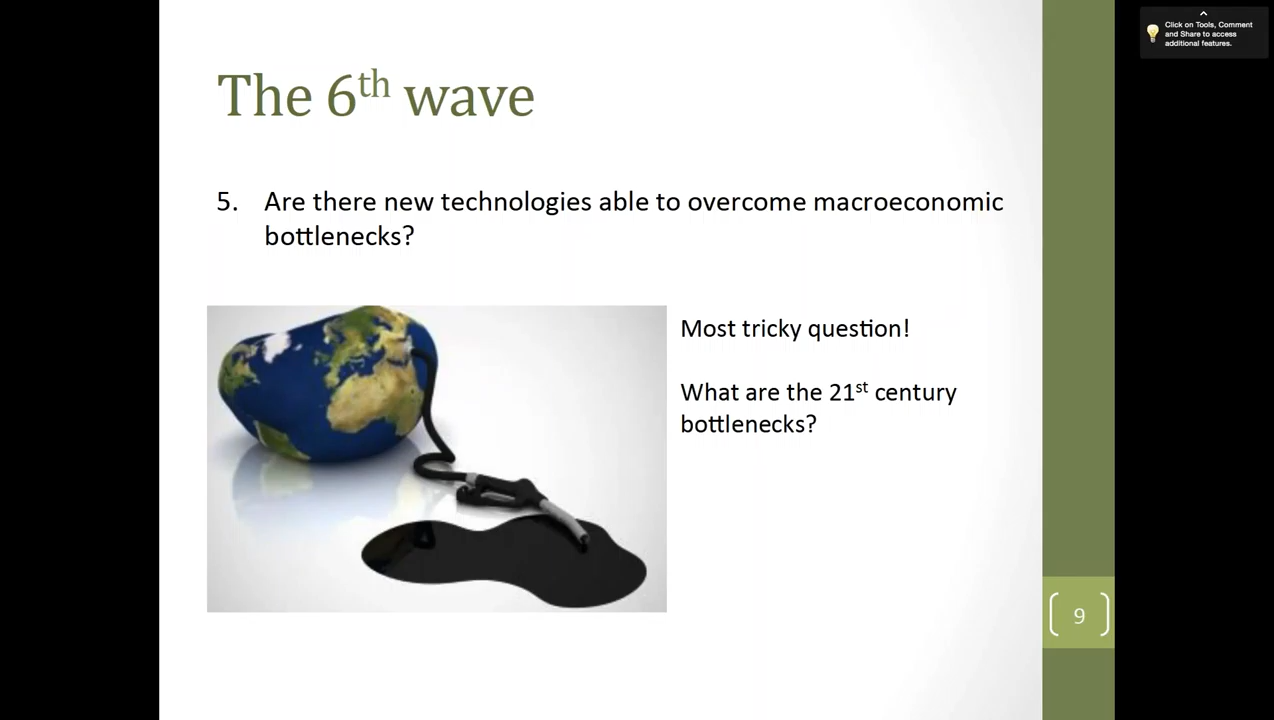 Click on Tools, Comment
and Share to access
additional features.
The 6th wave
5. Are there new technologies able to overcome macroeconomic
bottlenecks?
Most tricky question!
What are the 21st century
bottlenecks?
9